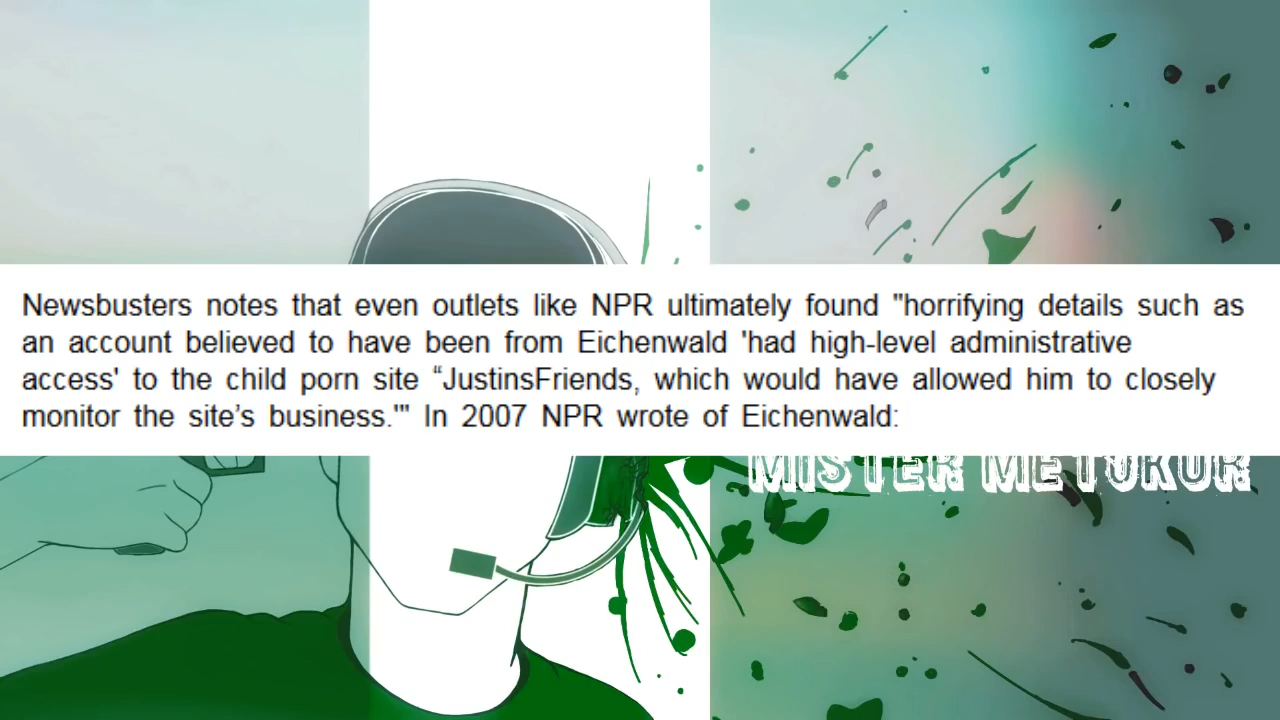 Newsbusters notes that even outlets like NPR ultimately found "horrifying details such as
an account believed to have been from Eichenwald 'had high-level administrative
access' to the child porn site “JustinsFriends, which would have allowed him to closely
monitor the site’s business.'" In 2007 NPR wrote of Eichenwald:
MISTER METOKUR